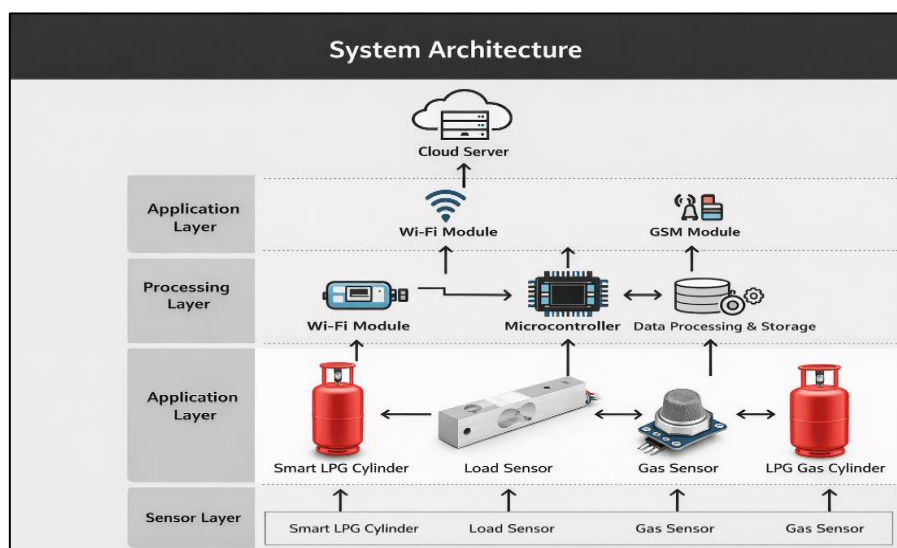 System Architecture
Cloud Server
Application
Layer
Wi-Fi Module
GSM Module
Processing
Layer
Wi-Fi Module
Microcontroller
Data Processing & Storage
Application
Layer
Smart LPG Cylinder
Load Sensor
Gas Sensor
LPG Gas Cylinder
Sensor Layer
Smart LPG Cylinder
Load Sensor
Gas Sensor
Gas Sensor